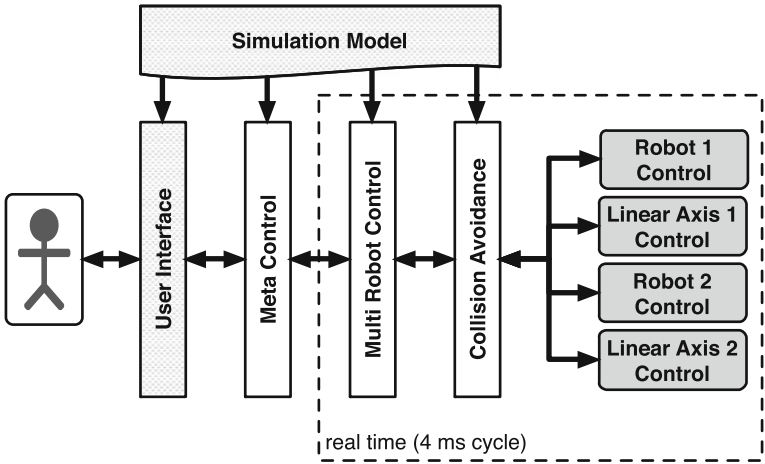 Simulation Model
User Interface
Meta Control
Multi Robot Control
Collision Avoidance
Robot 1
Control
Linear Axis 1
Control
Robot 2
Control
Linear Axis 2
Control
real time (4 ms cycle)